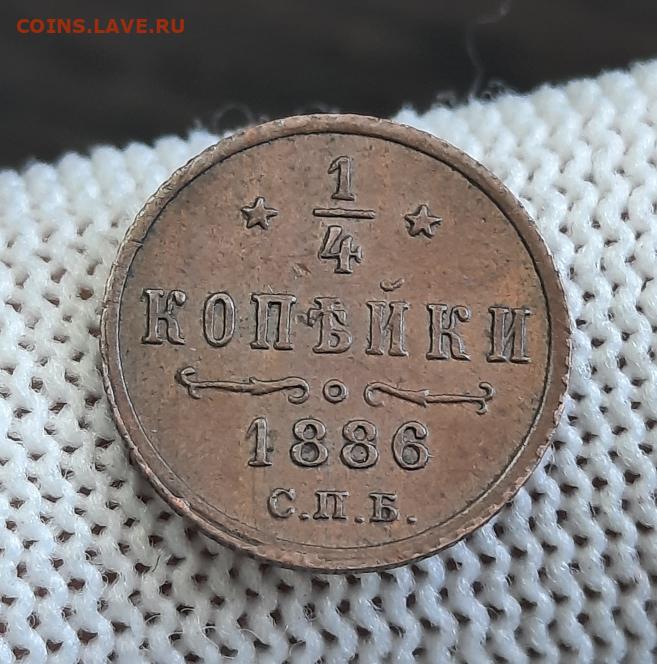 COINS.LAVE.RU
1/4
КОПѢЙКИ
1886
С.П.Б.